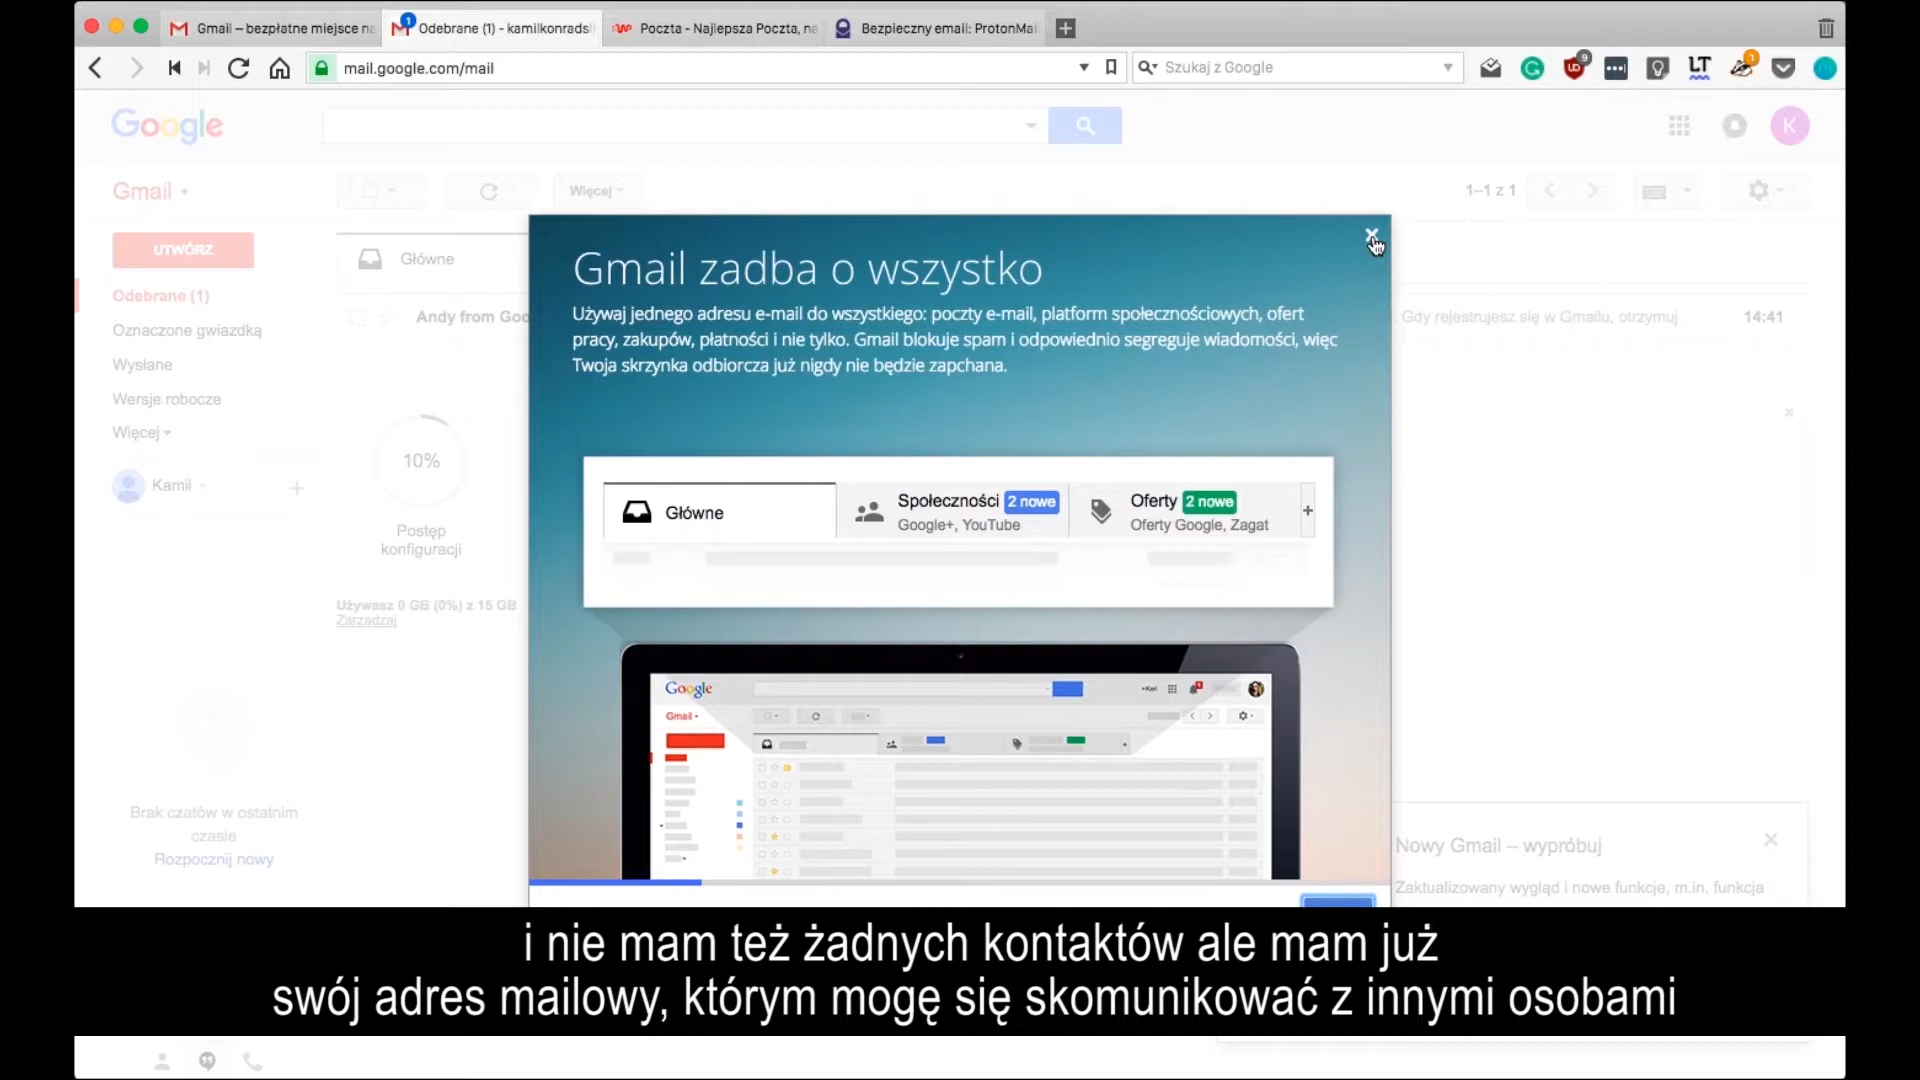 Gmail – bezpłatne miejsce na
Odebrane (1) - kamilkonradsl
Poczta - Najlepsza Poczta, na
Bezpieczny email: ProtonMai
mail.google.com/mail
Szukaj z Google
9
LT
1
Google
K
Gmail
Więcej
1–1 z 1
UTWÓRZ
Główne
Odebrane (1)
Andy from Goo
Gdy rejestrujesz się w Gmailu, otrzymuj
14:41
Oznaczone gwiazdką
Wysłane
Wersje robocze
Więcej
Kamil
10%
Postęp
konfiguracji
Używasz 0 GB (0%) z 15 GB
Zarządzaj
Brak czatów w ostatnim
czasie
Rozpocznij nowy
Gmail zadba o wszystko
Używaj jednego adresu e-mail do wszystkiego: poczty e-mail, platform społecznościowych, ofert
pracy, zakupów, płatności i nie tylko. Gmail blokuje spam i odpowiednio segreguje wiadomości, więc
Twoja skrzynka odbiorcza już nigdy nie będzie zapchana.
Główne
Społeczności 2 nowe
Google+, YouTube
Oferty 2 nowe
Oferty Google, Zagat
+
Google
+Karl
Gmail
Nowy Gmail – wypróbuj
Zaktualizowany wygląd i nowe funkcje, m.in. funkcja
i nie mam też żadnych kontaktów ale mam już
swój adres mailowy, którym mogę się skomunikować z innymi osobami